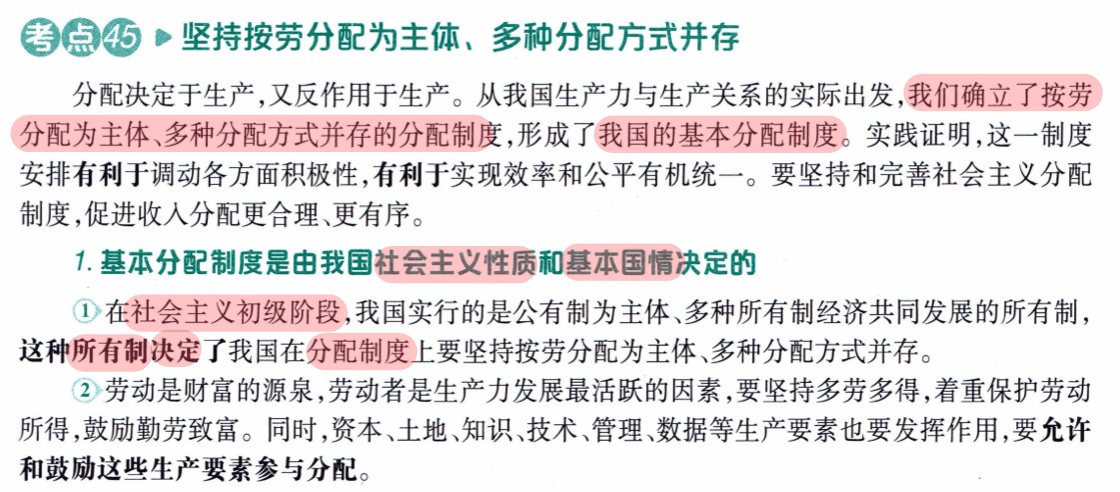 考点45 ▶ 坚持按劳分配为主体、多种分配方式并存
分配决定于生产,又反作用于生产。从我国生产力与生产关系的实际出发,我们确立了按劳
分配为主体、多种分配方式并存的分配制度,形成了我国的基本分配制度。实践证明,这一制度
安排有利于调动各方面积极性,有利于实现效率和公平有机统一。要坚持和完善社会主义分配
制度,促进收入分配更合理、更有序。
1. 基本分配制度是由我国社会主义性质和基本国情决定的
①在社会主义初级阶段,我国实行的是公有制为主体、多种所有制经济共同发展的所有制,
这种所有制决定了我国在分配制度上要坚持按劳分配为主体、多种分配方式并存。
②劳动是财富的源泉,劳动者是生产力发展最活跃的因素,要坚持多劳多得,着重保护劳动
所得,鼓励勤劳致富。同时,资本、土地、知识、技术、管理、数据等生产要素也要发挥作用,要允许
和鼓励这些生产要素参与分配。